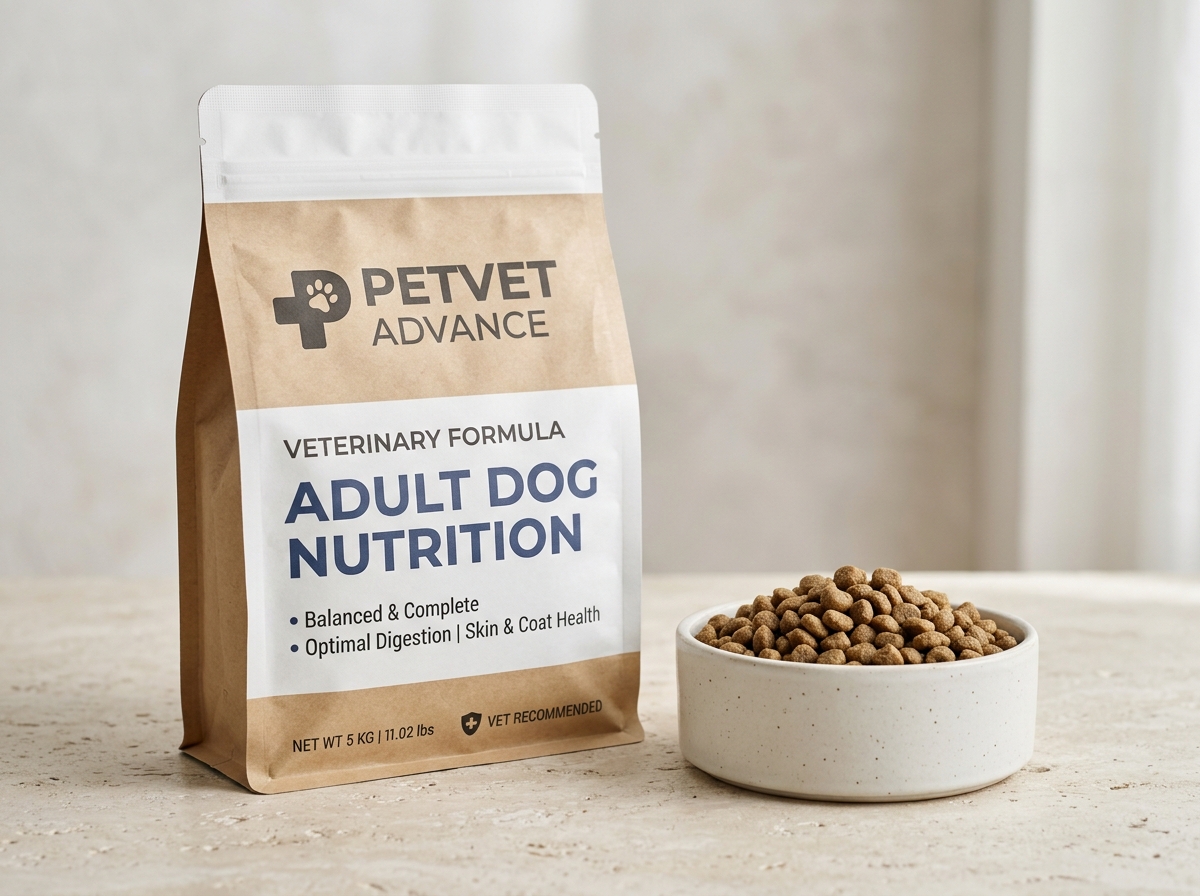 PETVET
ADVANCE
VETERINARY FORMULA
ADULT DOG
NUTRITION
• Balanced & Complete
• Optimal Digestion | Skin & Coat Health
NET WT 5 KG | 11.02 lbs
VET RECOMMENDED